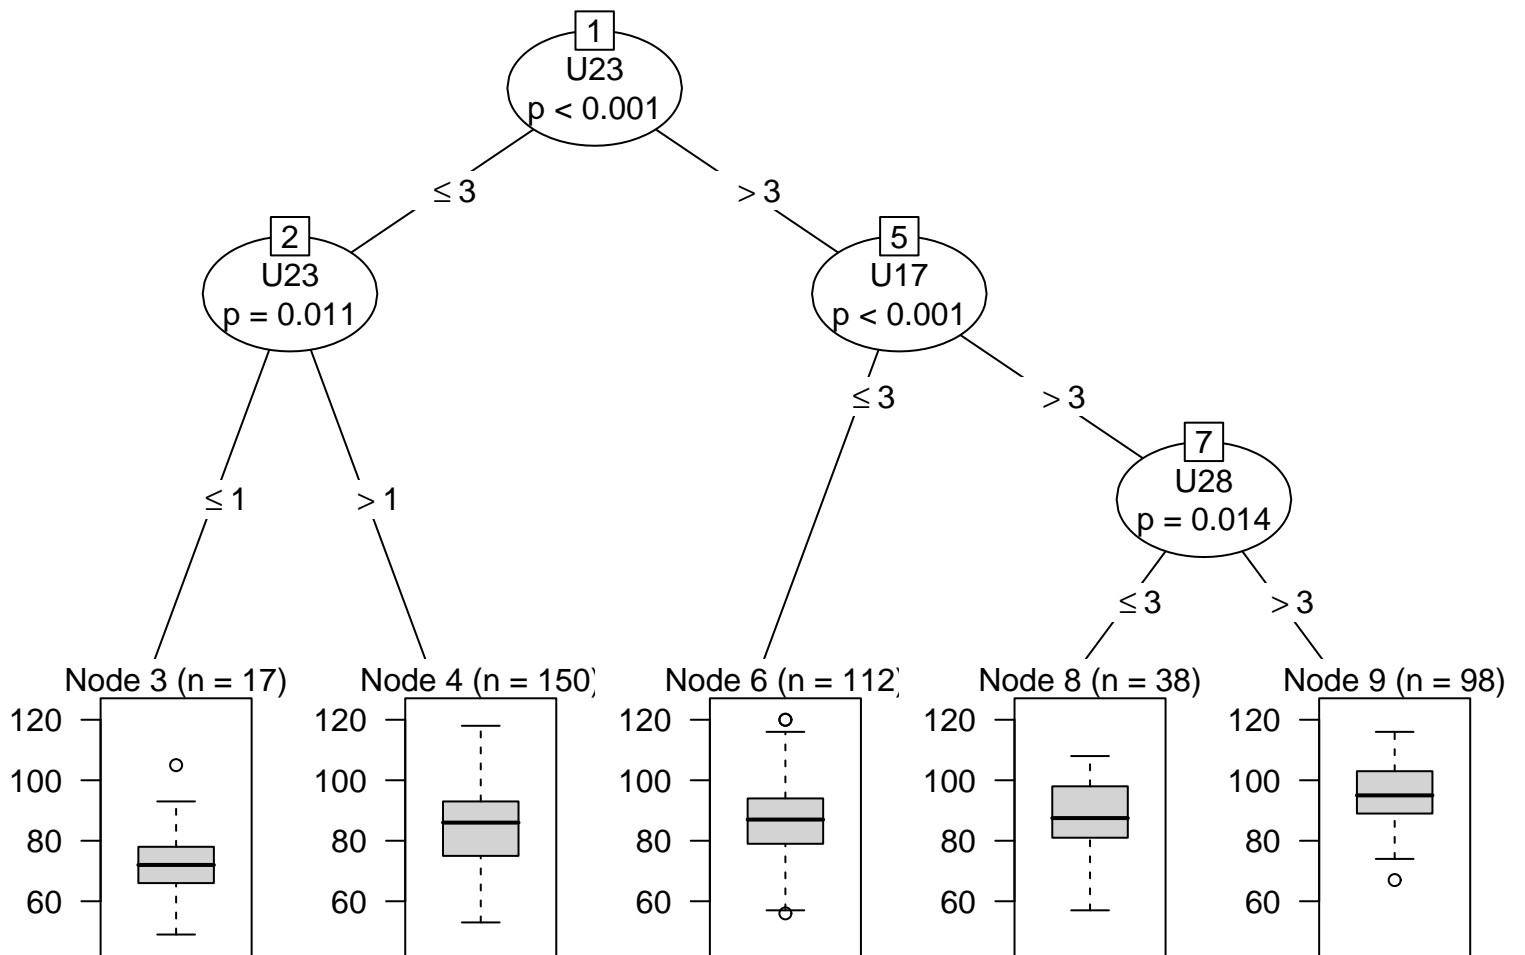 1
U23
p < 0.001
≤ 3
> 3
2
U23
p = 0.011
5
U17
p < 0.001
≤ 3
> 3
7
U28
p = 0.014
≤ 1
> 1
≤ 3
> 3
Node 3 (n = 17)
120
100
80
60
Node 4 (n = 150)
120
100
80
60
Node 6 (n = 112)
120
100
80
60
Node 8 (n = 38)
120
100
80
60
Node 9 (n = 98)
120
100
80
60